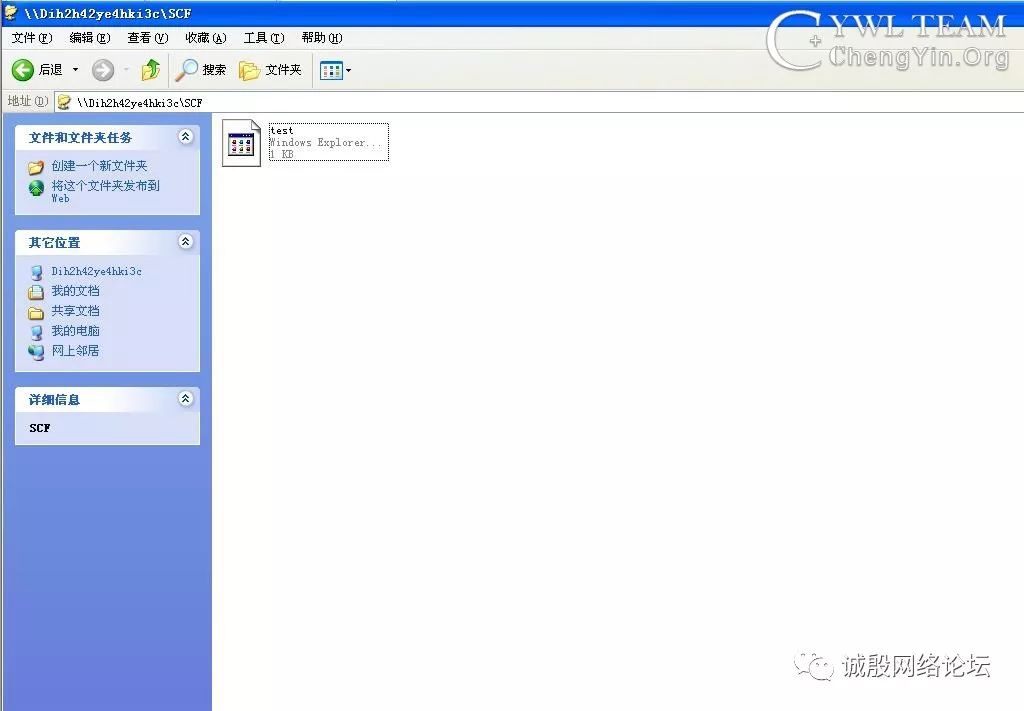 \\Dih2h42ye4hki3c\SCF
文件(F) 编辑(E) 查看(V) 收藏(A) 工具(T) 帮助(H)
CYWL TEAM
ChengYin.Org
后退 搜索 文件夹
地址(D) \\Dih2h42ye4hki3c\SCF
文件和文件夹任务
创建一个新文件夹
将这个文件夹发布到
Web
其它位置
Dih2h42ye4hki3c
我的文档
共享文档
我的电脑
网上邻居
详细信息
SCF
test
Windows Explorer...
1 KB
诚殷网络论坛